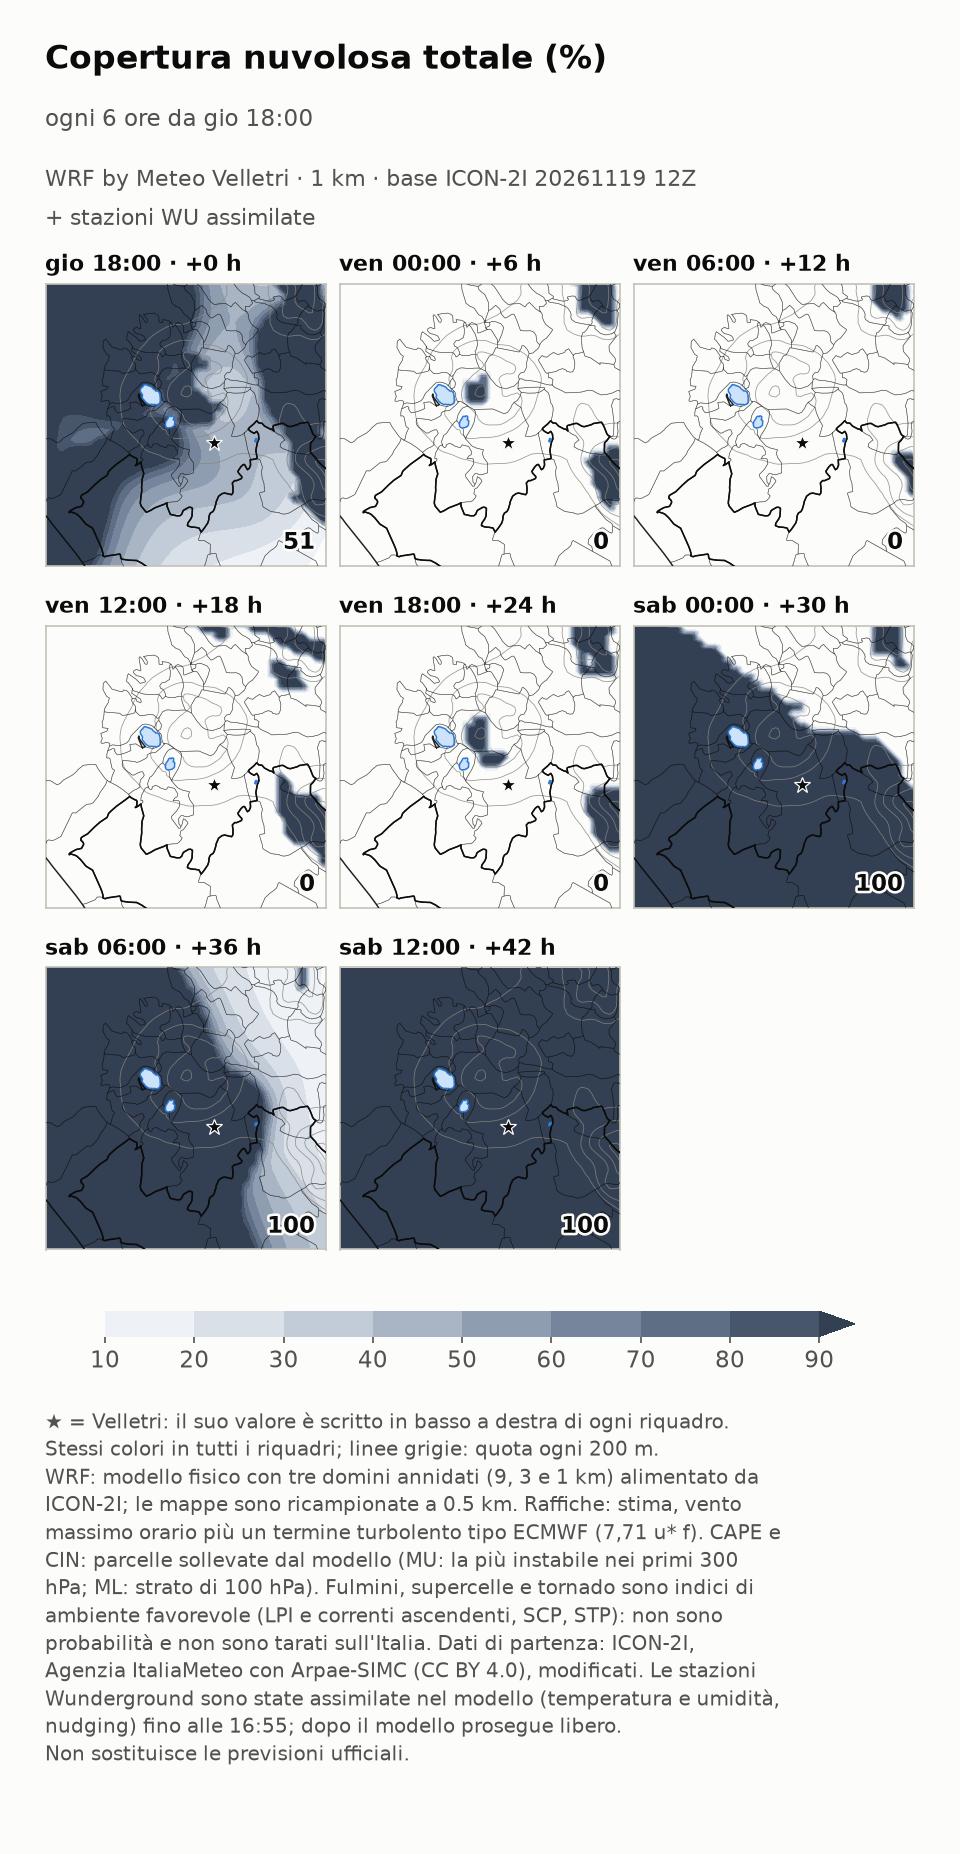 Copertura nuvolosa totale (%)
ogni 6 ore da gio 18:00
WRF by Meteo Velletri · 1 km · base ICON-2I 20261119 12Z
+ stazioni WU assimilate
gio 18:00 · +0 h
ven 00:00 · +6 h
ven 06:00 · +12 h
51
0
0
ven 12:00 · +18 h
ven 18:00 · +24 h
sab 00:00 · +30 h
0
0
100
sab 06:00 · +36 h
sab 12:00 · +42 h
100
100
10 20 30 40 50 60 70 80 90
★ = Velletri: il suo valore è scritto in basso a destra di ogni riquadro.
Stessi colori in tutti i riquadri; linee grigie: quota ogni 200 m.
WRF: modello fisico con tre domini annidati (9, 3 e 1 km) alimentato da
ICON-2I; le mappe sono ricampionate a 0.5 km. Raffiche: stima, vento
massimo orario più un termine turbolento tipo ECMWF (7,71 u* f). CAPE e
CIN: parcelle sollevate dal modello (MU: la più instabile nei primi 300
hPa; ML: strato di 100 hPa). Fulmini, supercelle e tornado sono indici di
ambiente favorevole (LPI e correnti ascendenti, SCP, STP): non sono
probabilità e non sono tarati sull'Italia. Dati di partenza: ICON-2I,
Agenzia ItaliaMeteo con Arpae-SIMC (CC BY 4.0), modificati. Le stazioni
Wunderground sono state assimilate nel modello (temperatura e umidità,
nudging) fino alle 16:55; dopo il modello prosegue libero.
Non sostituisce le previsioni ufficiali.